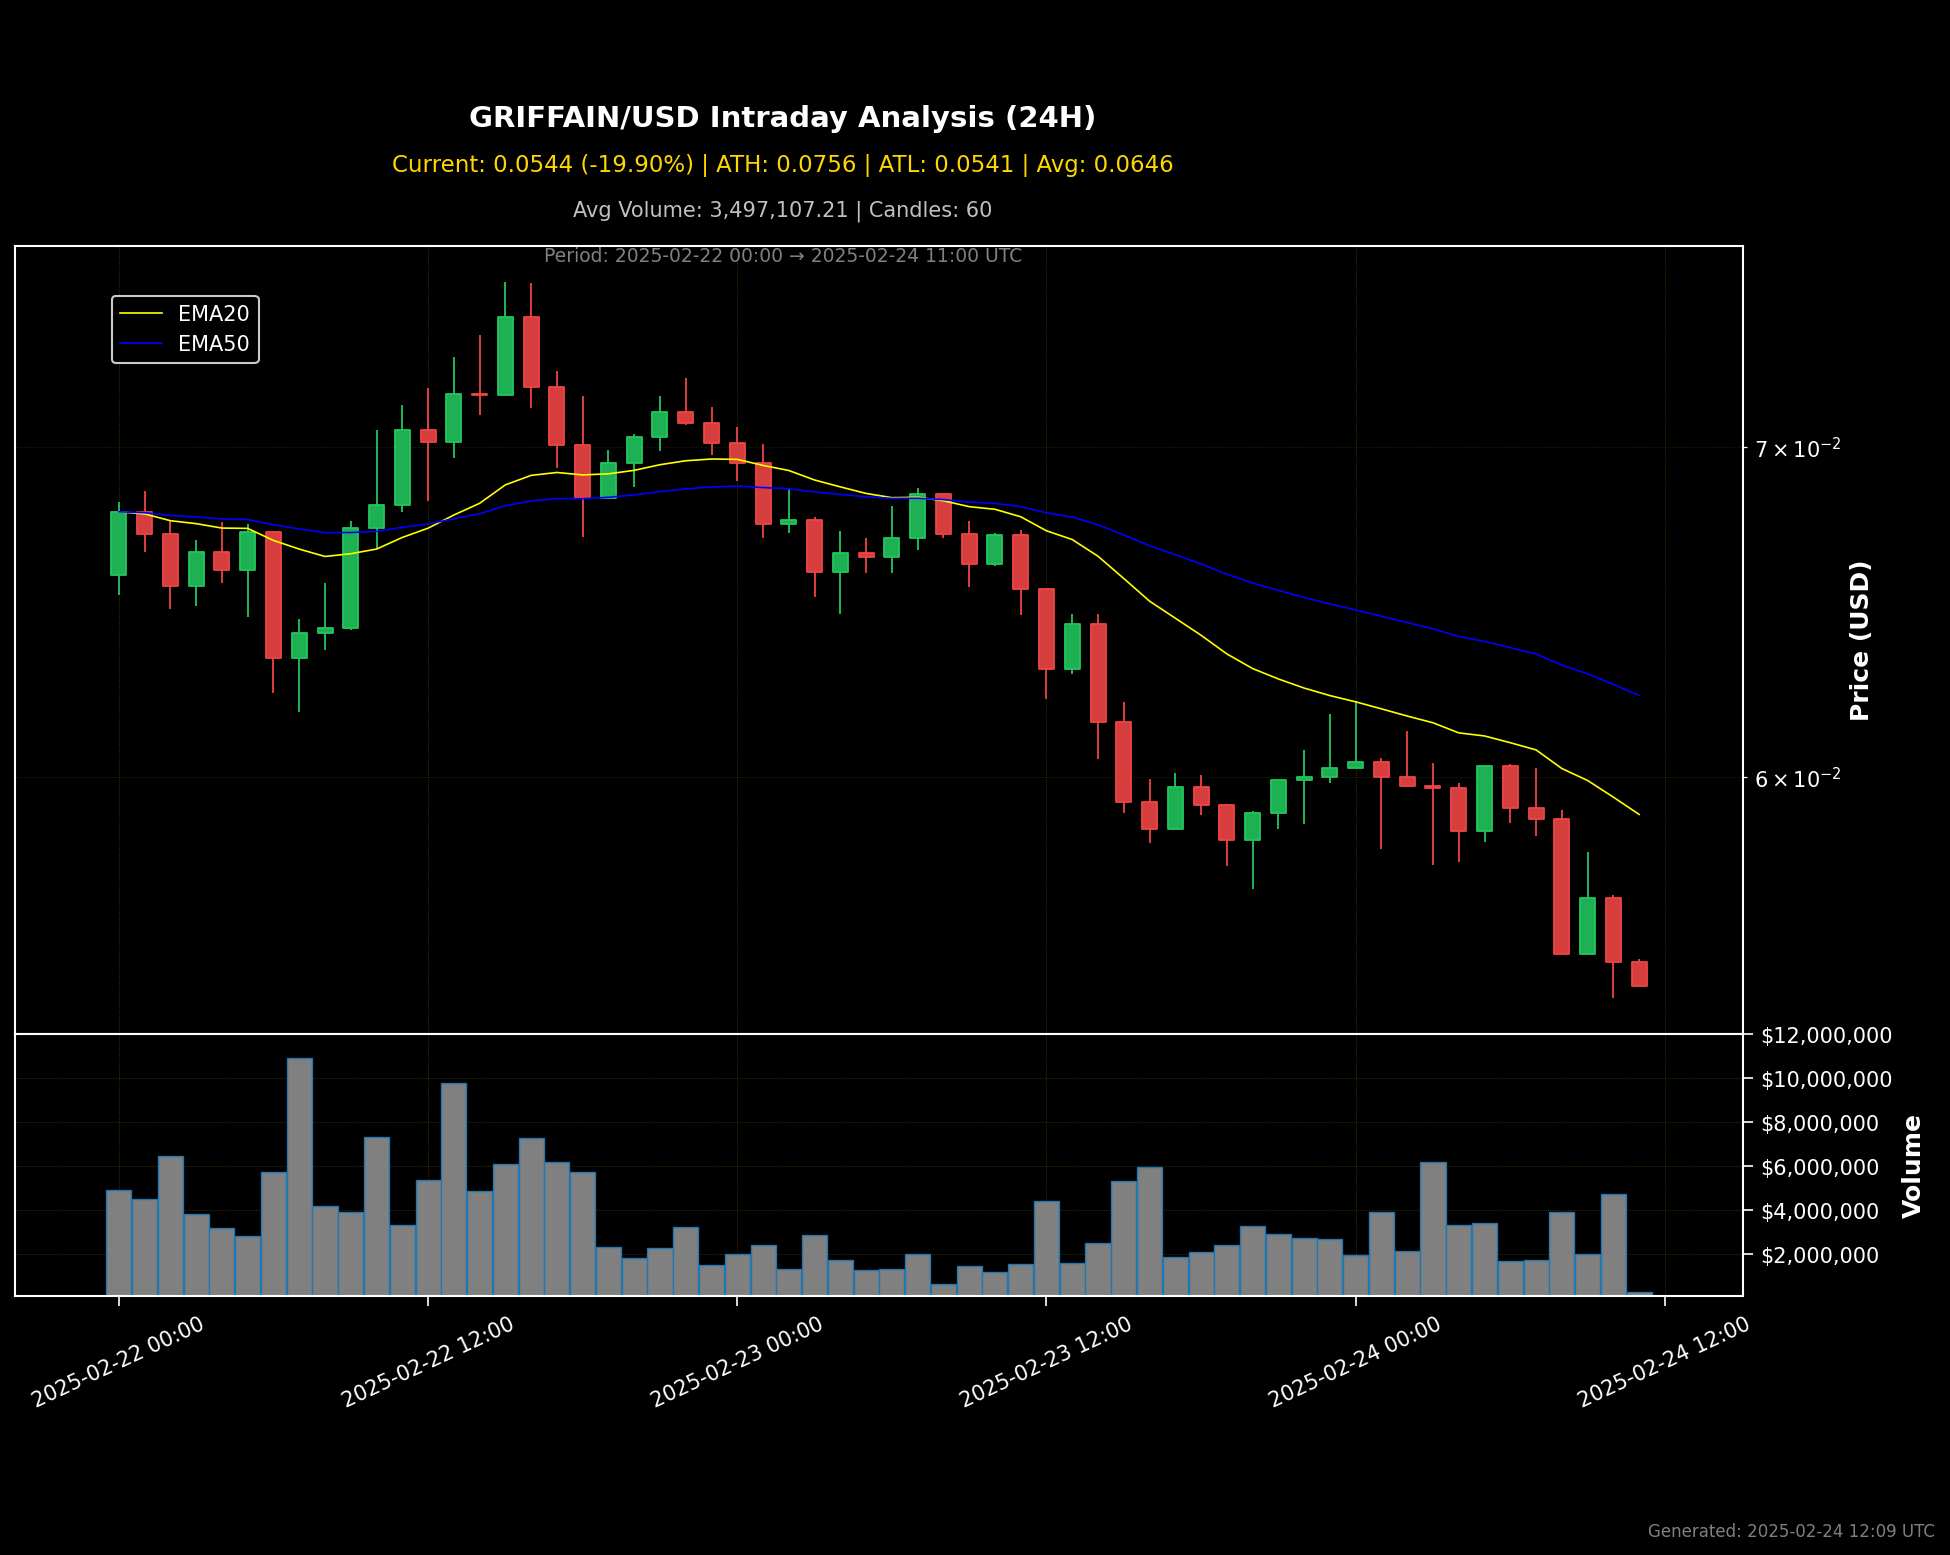 GRIFFAIN/USD Intraday Analysis (24H)
Current: 0.0544 (-19.90%) | ATH: 0.0756 | ATL: 0.0541 | Avg: 0.0646
Avg Volume: 3,497,107.21 | Candles: 60
Period: 2025-02-22 00:00 → 2025-02-24 11:00 UTC
EMA20
EMA50
7 × 10⁻²
6 × 10⁻²
Price (USD)
$12,000,000
$10,000,000
$8,000,000
$6,000,000
$4,000,000
$2,000,000
Volume
2025-02-22 00:00
2025-02-22 12:00
2025-02-23 00:00
2025-02-23 12:00
2025-02-24 00:00
2025-02-24 12:00
Generated: 2025-02-24 12:09 UTC